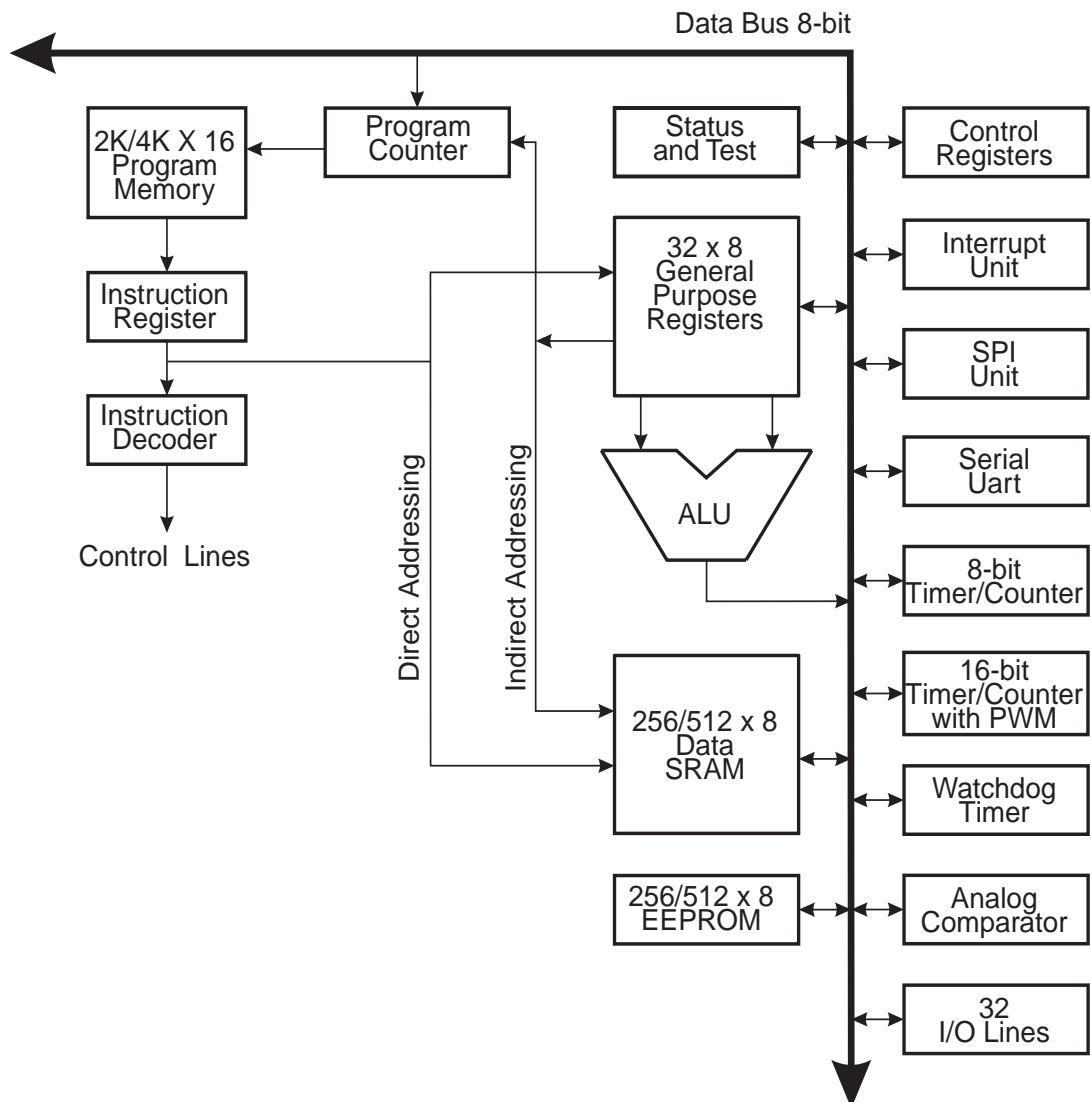 Data Bus 8-bit
2K/4K X 16
Program
Memory
Program
Counter
Status
and Test
Control
Registers
Instruction
Register
32 x 8
General
Purpose
Registers
Interrupt
Unit
SPI
Unit
Instruction
Decoder
Control Lines
Direct Addressing
Indirect Addressing
ALU
Serial
Uart
8-bit
Timer/Counter
256/512 x 8
Data
SRAM
16-bit
Timer/Counter
with PWM
Watchdog
Timer
256/512 x 8
EEPROM
Analog
Comparator
32
I/O Lines